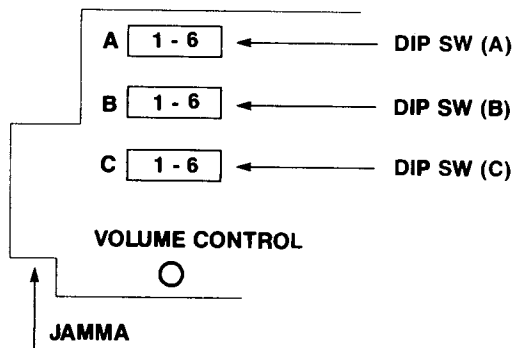 A 1 - 6 DIP SW (A)
B 1 - 6 DIP SW (B)
C 1 - 6 DIP SW (C)
VOLUME CONTROL
JAMMA